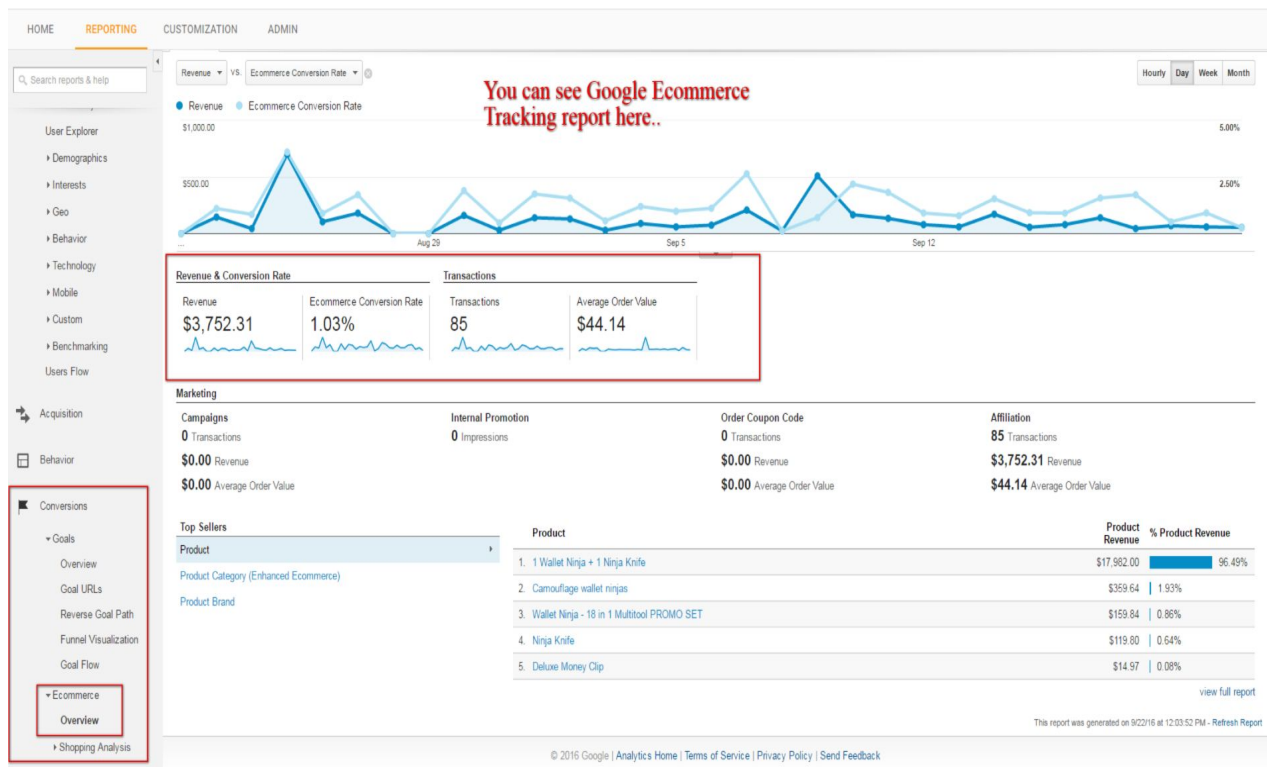 HOME REPORTING CUSTOMIZATION ADMIN
Search reports & help
User Explorer
Demographics
Interests
Geo
Behavior
Technology
Mobile
Custom
Benchmarking
Users Flow
Acquisition
Behavior
Conversions
Goals
Overview
Goal URLs
Reverse Goal Path
Funnel Visualization
Goal Flow
Ecommerce
Overview
Shopping Analysis
Revenue VS. Ecommerce Conversion Rate
Hourly Day Week Month
You can see Google Ecommerce
Tracking report here..
Revenue Ecommerce Conversion Rate
$1,000.00 5.00%
$500.00 2.50%
... Aug 29 Sep 5 Sep 12
Revenue & Conversion Rate Transactions
Revenue Ecommerce Conversion Rate Transactions Average Order Value
$3,752.31 1.03% 85 $44.14
Marketing
Campaigns Internal Promotion Order Coupon Code Affiliation
0 Transactions 0 Impressions 0 Transactions 85 Transactions
$0.00 Revenue $0.00 Revenue $3,752.31 Revenue
$0.00 Average Order Value $0.00 Average Order Value $44.14 Average Order Value
Top Sellers
Product
Product Category (Enhanced Ecommerce)
Product Brand
Product Product Revenue % Product Revenue
1. 1 Wallet Ninja + 1 Ninja Knife $17,982.00 96.49%
2. Camouflage wallet ninjas $359.64 1.93%
3. Wallet Ninja - 18 in 1 Multitool PROMO SET $159.84 0.86%
4. Ninja Knife $119.80 0.64%
5. Deluxe Money Clip $14.97 0.08%
view full report
This report was generated on 9/22/16 at 12:03:52 PM - Refresh Report
© 2016 Google | Analytics Home | Terms of Service | Privacy Policy | Send Feedback